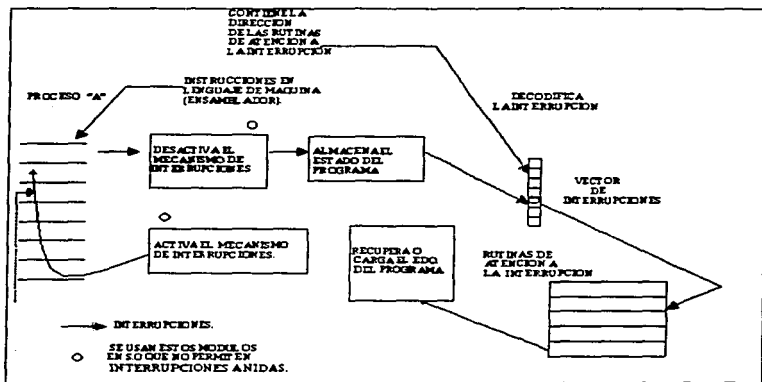 CONTIENE LA
DIRECCION
DE LAS RUTINAS
DE ATENCION A
LA INTERRUPCIÓN
INSTRUCCIONES EN
LENGUAJE DE MAQUINA
(ENSAMBLADOR).
PROCESO "A"
DECODIFICA
LA INTERRUPCION
DESACTIVA EL
MECANISMO DE
INTERRUPCIONES
ALMACENA EL
ESTADO DEL
PROGRAMA
VECTOR
DE
INTERRUPCIONES
ACTIVA EL MECANISMO
DE INTERRUPCIONES.
RECUPERA O
CARGA EL EDO.
DEL PROGRAMA
RUTINAS DE
ATENCION A
LA INTERRUPCION
INTERRUPCIONES.
SE USAN ESTOS MODULOS
EN S.O QUE NO PERMITEN
INTERRUPCIONES ANIDAS.